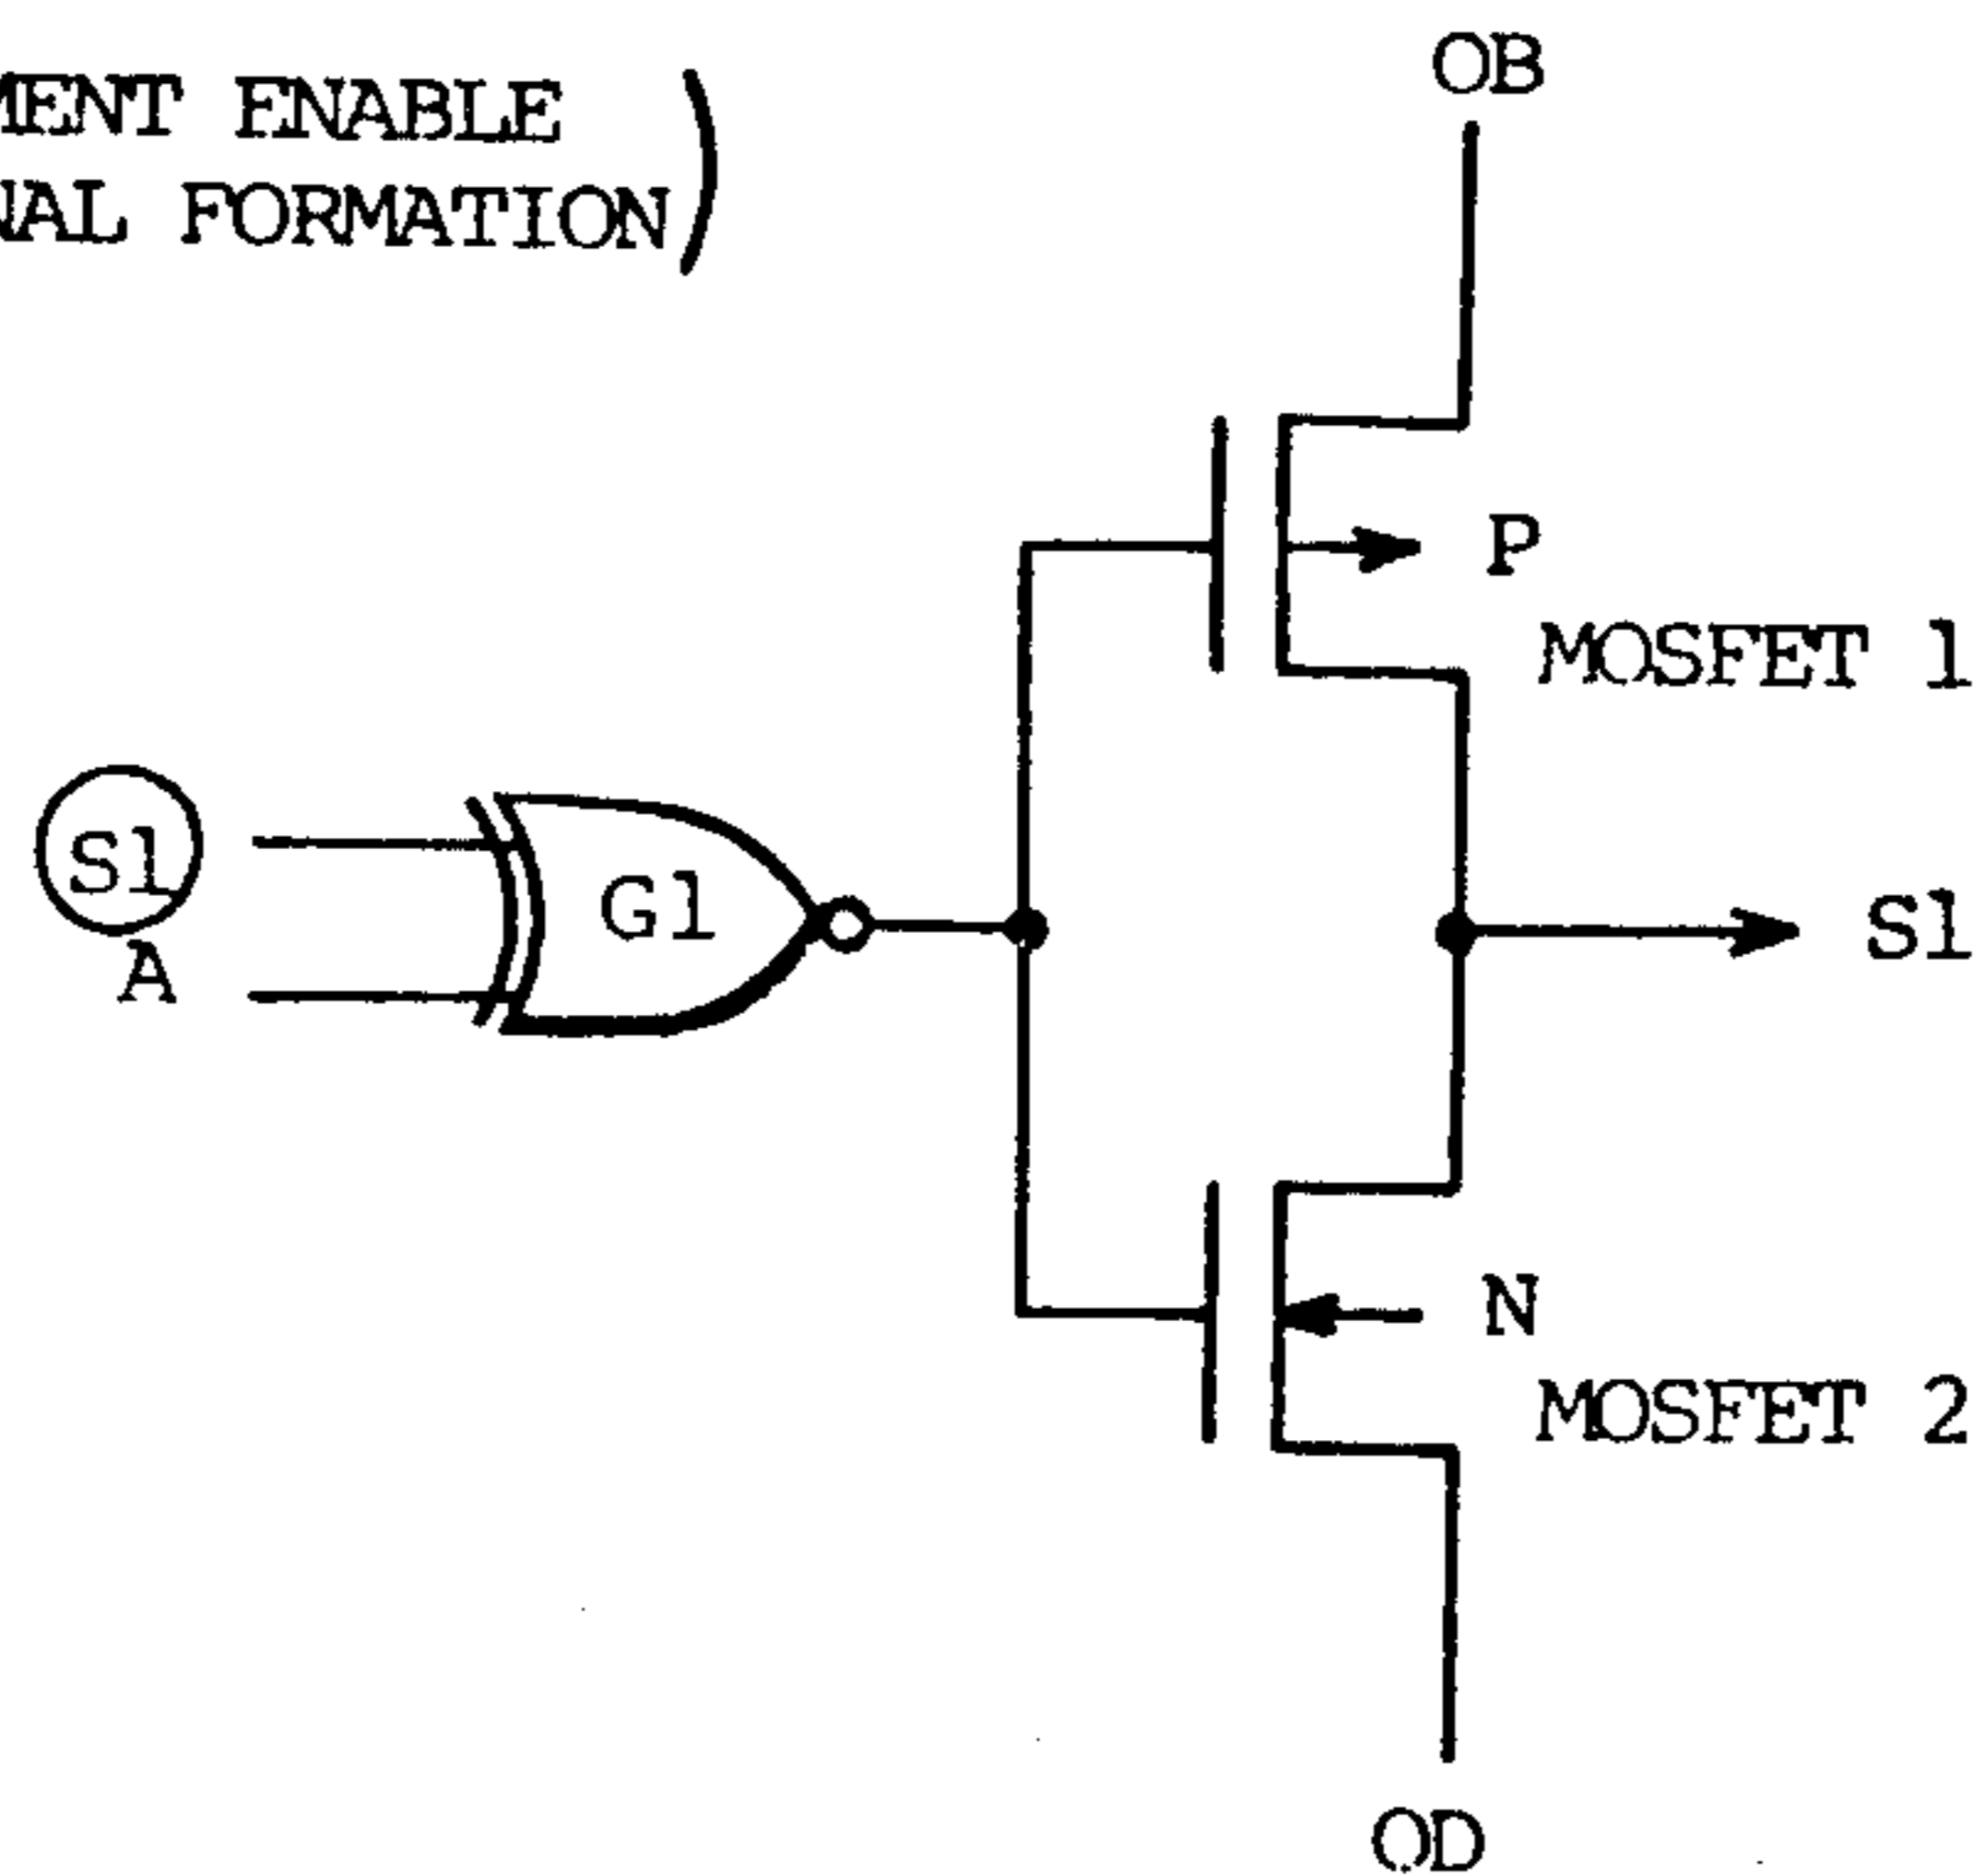 MENT ENABLE
NAL FORMATION)
OB
P
MOSFET 1
S1
A
G1
S1
N
MOSFET 2
OD